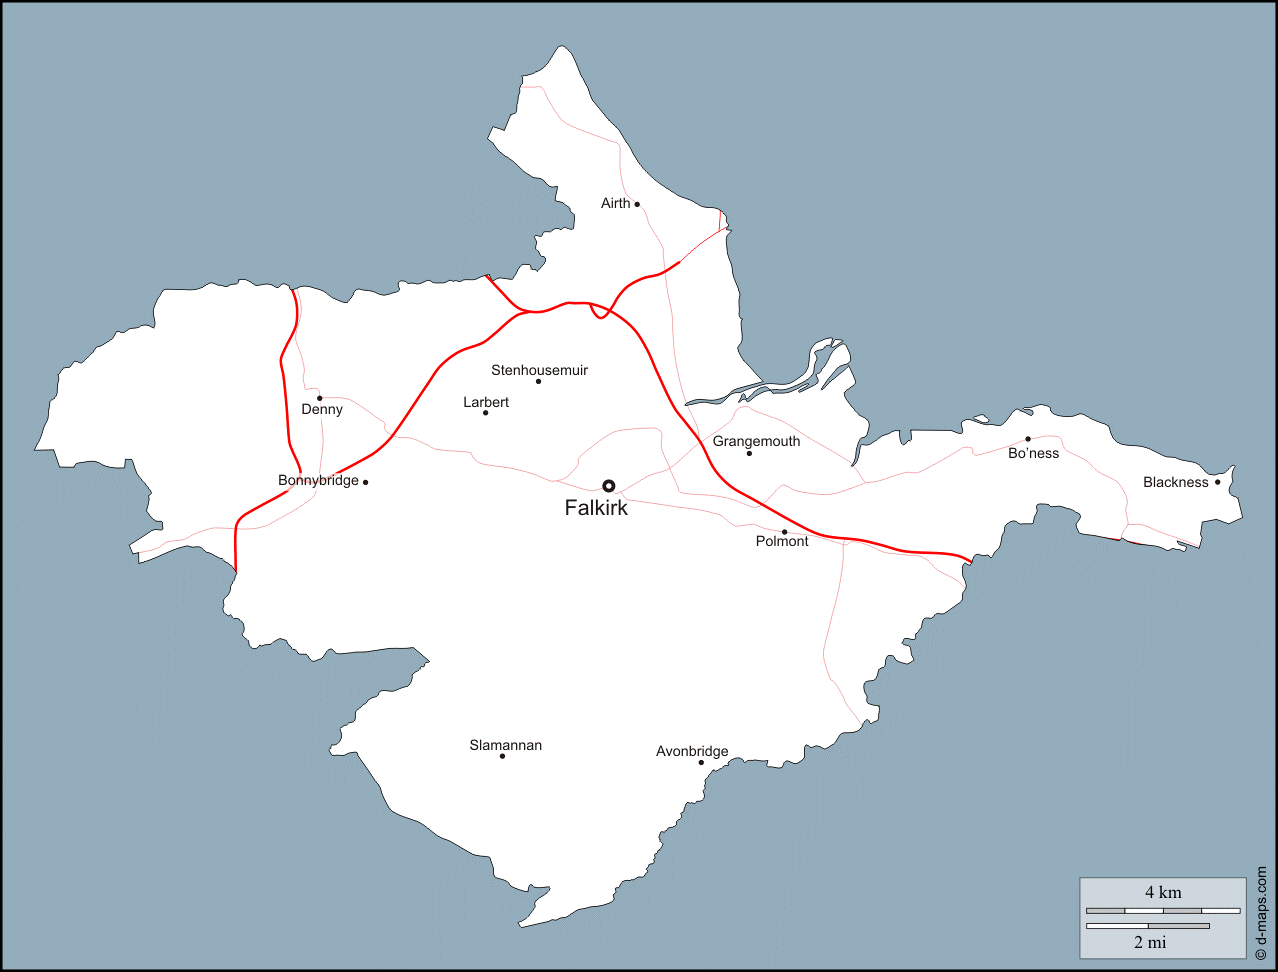 Airth
Stenhousemuir
Larbert
Denny
Grangemouth
Bo'ness
Bonnybridge
Blackness
Falkirk
Polmont
Slamannan
Avonbridge
4 km
2 mi
© d-maps.com